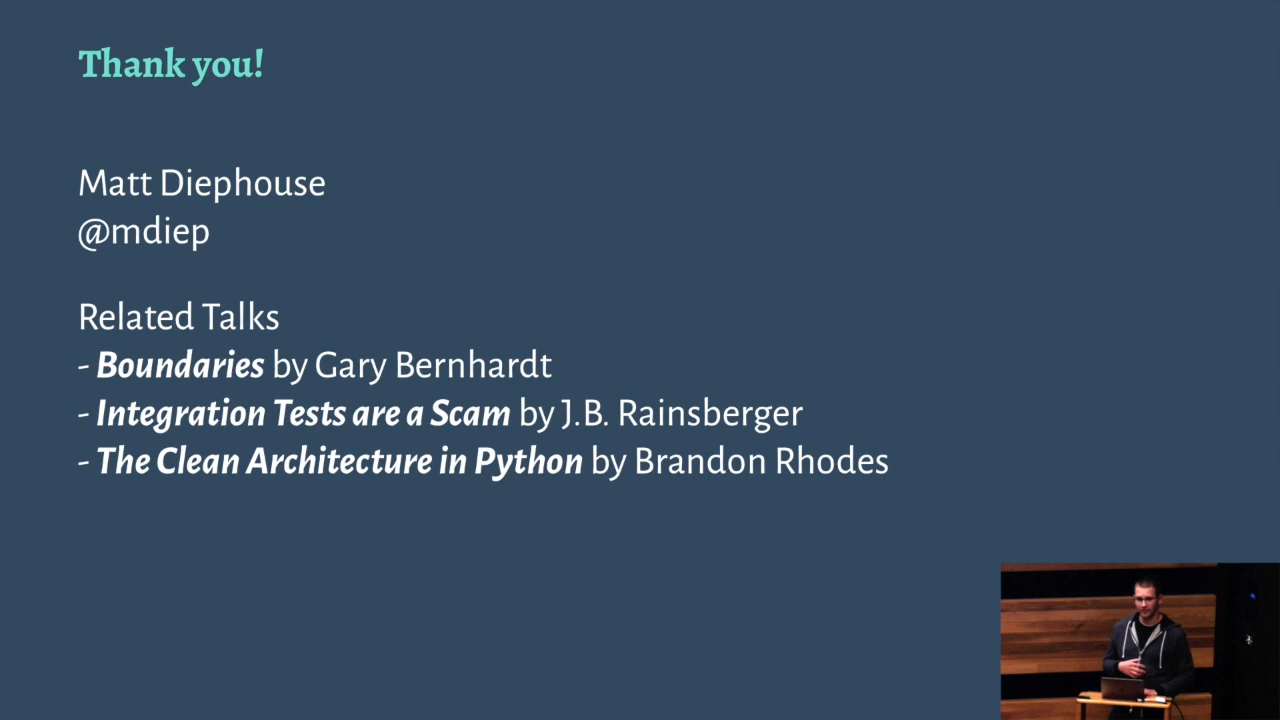 Thank you!
Matt Diephouse
@mdiep
Related Talks
- Boundaries by Gary Bernhardt
- Integration Tests are a Scam by J.B. Rainsberger
- The Clean Architecture in Python by Brandon Rhodes